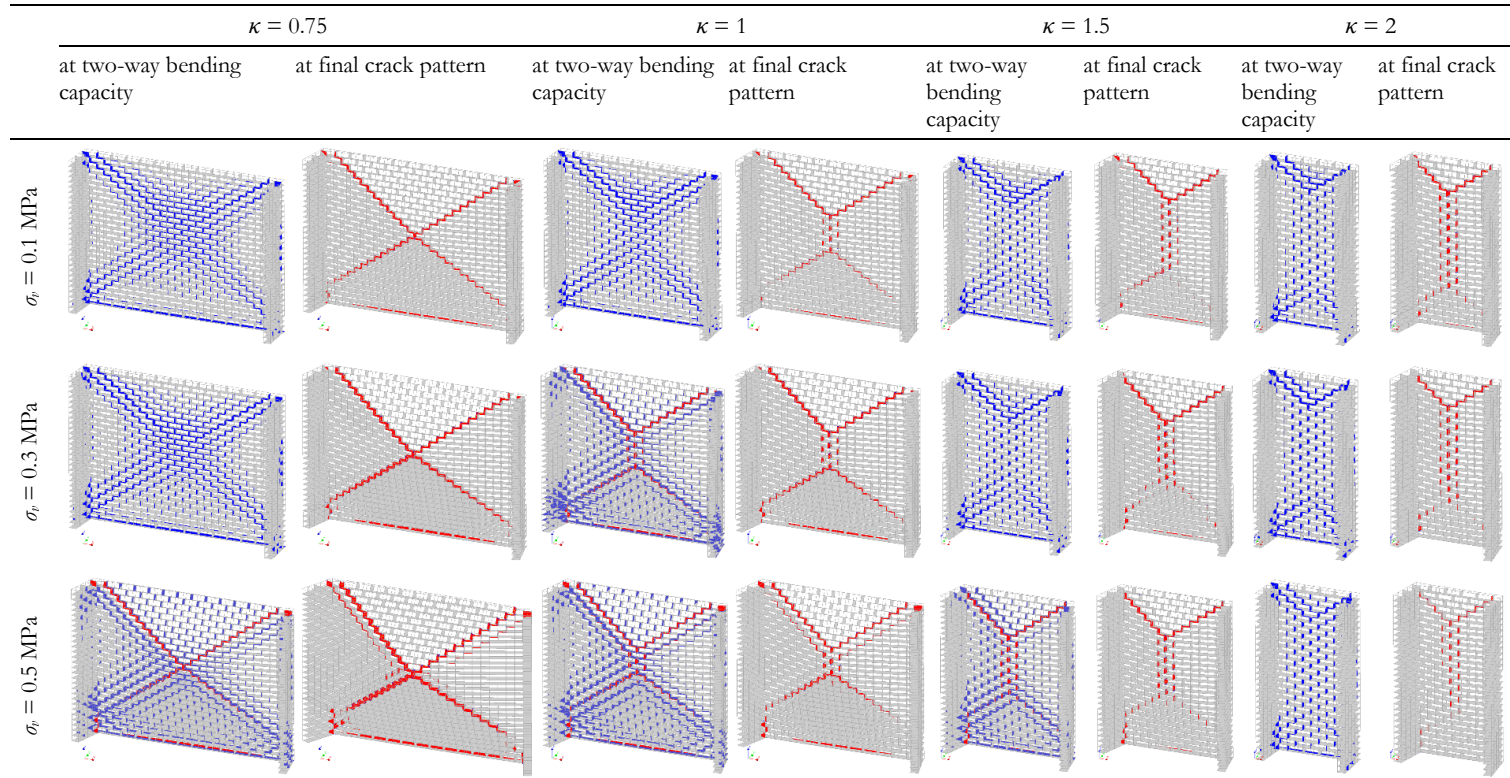 κ = 0.75
κ = 1
κ = 1.5
κ = 2
at two-way bending
capacity
at final crack pattern
at two-way bending
capacity
at final crack
pattern
at two-way
bending
capacity
at final crack
pattern
at two-way
bending
capacity
at final crack
pattern
σv = 0.1 MPa
σv = 0.3 MPa
σv = 0.5 MPa